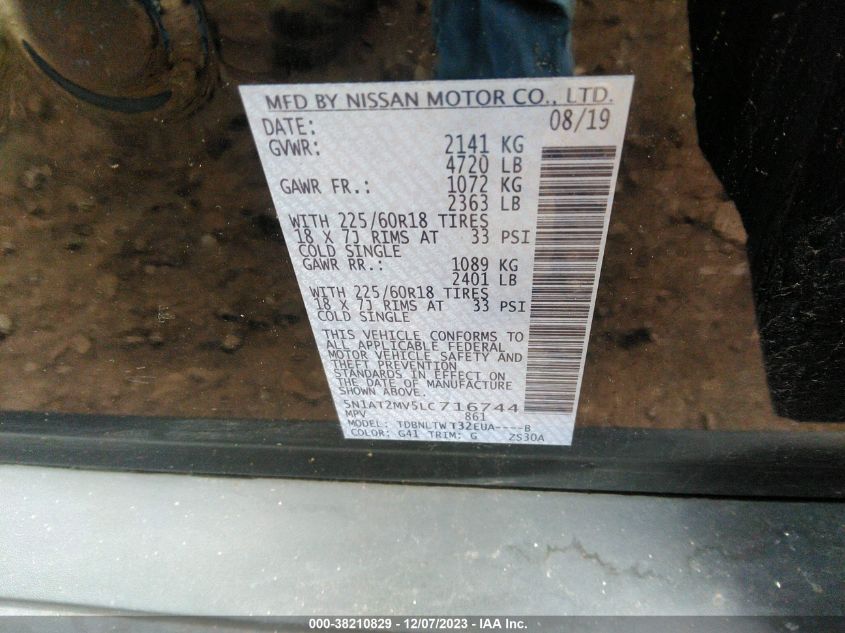 MFD BY NISSAN MOTOR CO., LTD.
DATE: 08/19
GVWR: 2141 KG
4720 LB
GAWR FR.: 1072 KG
2363 LB
WITH 225/60R18 TIRES
18 X 7J RIMS AT 33 PSI
COLD SINGLE
GAWR RR.: 1089 KG
2401 LB
WITH 225/60R18 TIRES
18 X 7J RIMS AT 33 PSI
COLD SINGLE
THIS VEHICLE CONFORMS TO
ALL APPLICABLE FEDERAL
MOTOR VEHICLE SAFETY AND
THEFT PREVENTION
STANDARDS IN EFFECT ON
THE DATE OF MANUFACTURE
SHOWN ABOVE.
5N1AT2MV5LC716744
MPV 861
MODEL: TDBNLTWT32EUA----B
COLOR: G41 TRIM: G ZS30A
000-38210829 - 12/07/2023 - IAA Inc.